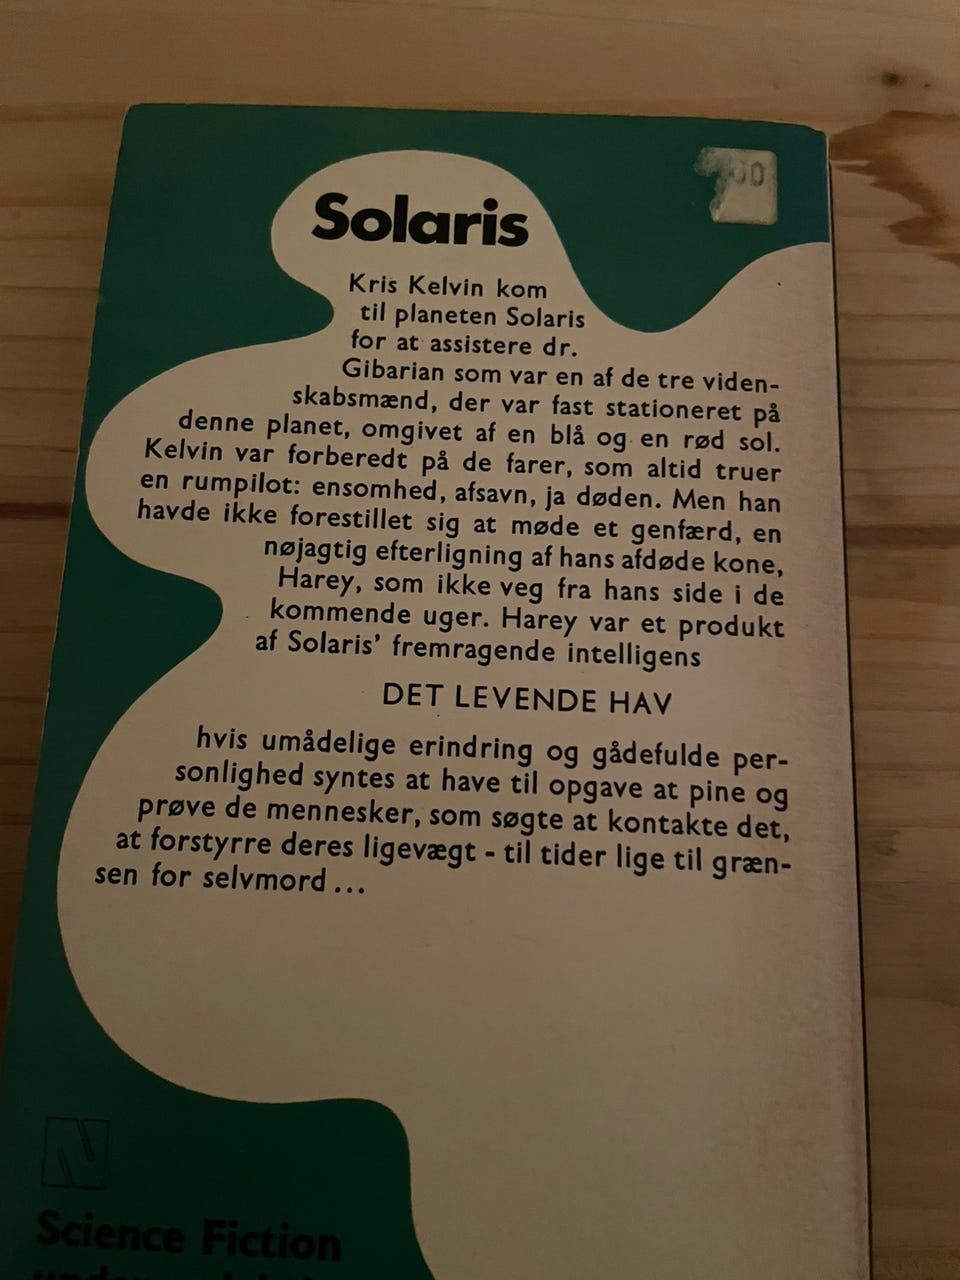 Solaris
Kris Kelvin kom
til planeten Solaris
for at assistere dr.
Gibarian som var en af de tre viden-
skabsmænd, der var fast stationeret på
denne planet, omgivet af en blå og en rød sol.
Kelvin var forberedt på de farer, som altid truer
en rumpilot: ensomhed, afsavn, ja døden. Men han
havde ikke forestillet sig at møde et genfærd, en
nøjagtig efterligning af hans afdøde kone,
Harey, som ikke veg fra hans side i de
kommende uger. Harey var et produkt
af Solaris' fremragende intelligens
DET LEVENDE HAV
hvis umådelige erindring og gådefulde per-
sonlighed syntes at have til opgave at pine og
prøve de mennesker, som søgte at kontakte det,
at forstyrre deres ligevægt - til tider lige til græn-
sen for selvmord ...
N
Science Fiction